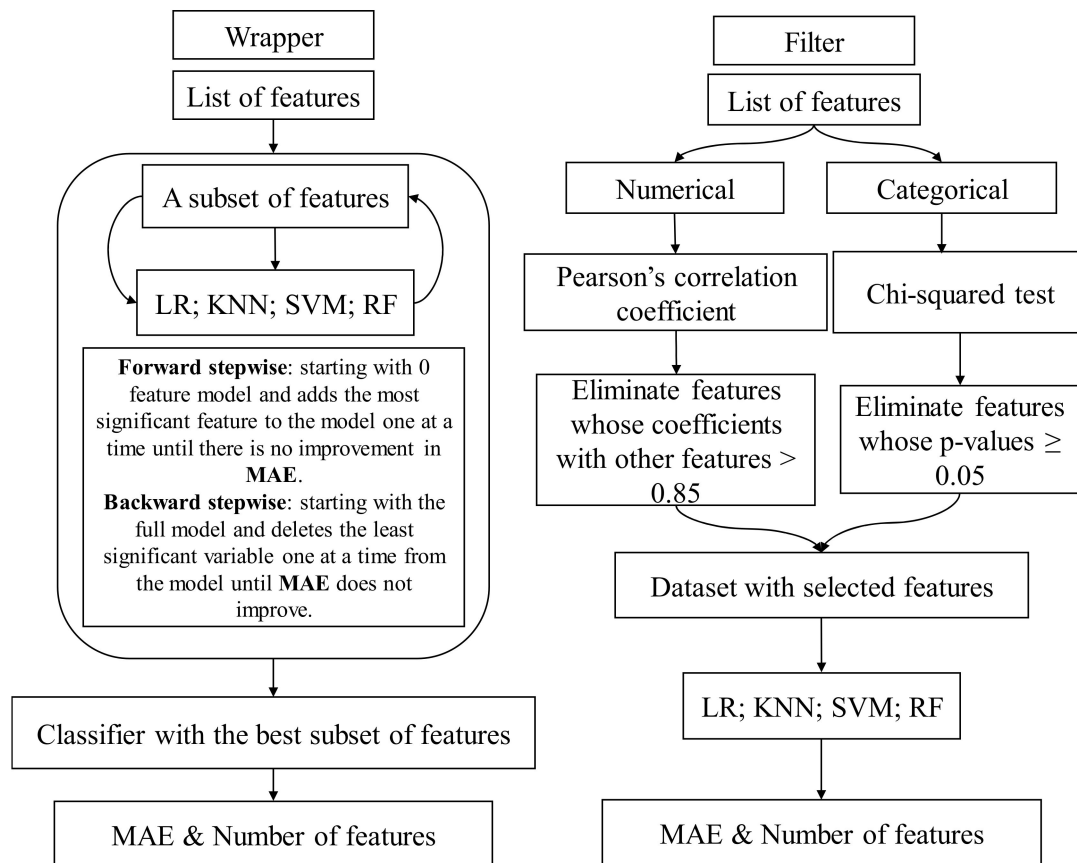 Wrapper
List of features
A subset of features
LR; KNN; SVM; RF
Forward stepwise: starting with 0
feature model and adds the most
significant feature to the model one at a
time until there is no improvement in
MAE.
Backward stepwise: starting with the
full model and deletes the least
significant variable one at a time from
the model until MAE does not
improve.
Classifier with the best subset of features
MAE & Number of features
Filter
List of features
Numerical
Categorical
Pearson’s correlation
coefficient
Chi-squared test
Eliminate features
whose coefficients
with other features >
0.85
Eliminate features
whose p-values ≥
0.05
Dataset with selected features
LR; KNN; SVM; RF
MAE & Number of features